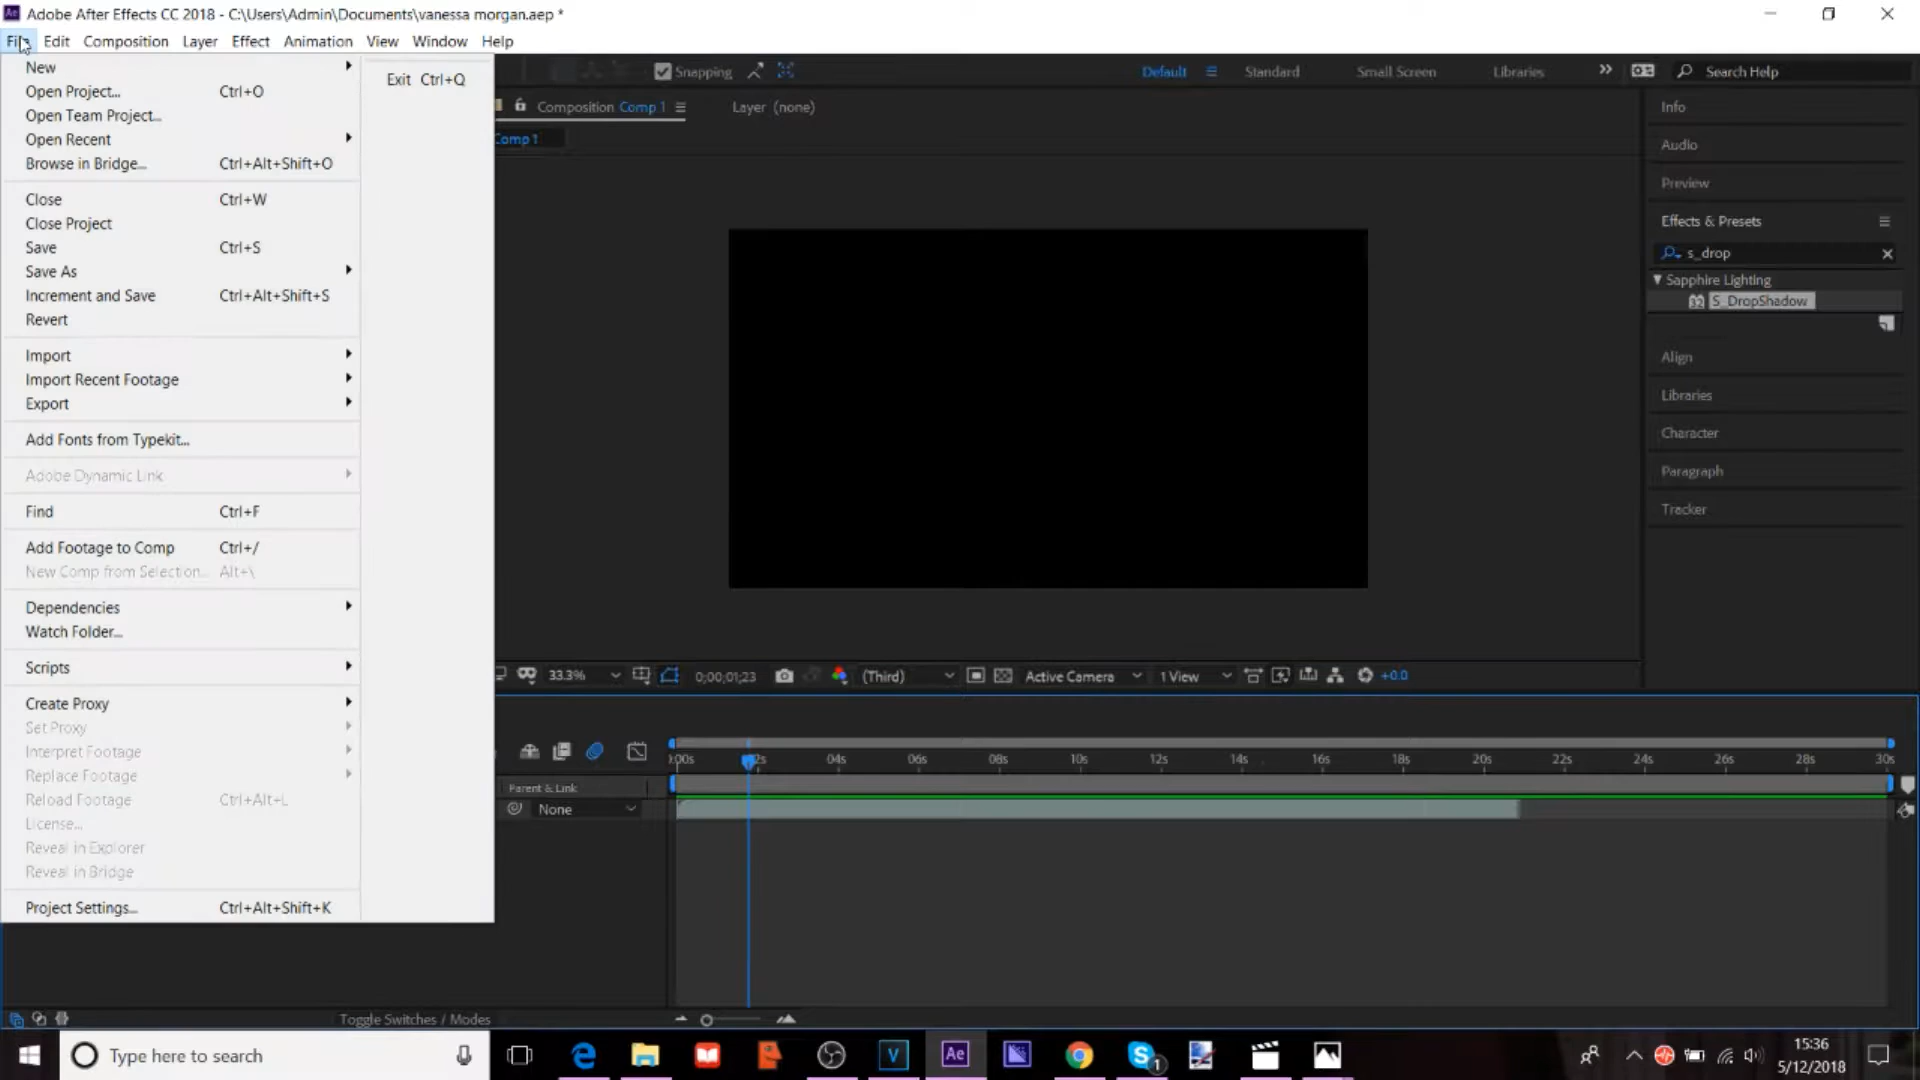 Adobe After Effects CC 2018 - C:\Users\Admin\Documents\vanessa morgan.aep *
File Edit Composition Layer Effect Animation View Window Help
New
Open Project... Ctrl+O
Open Team Project...
Open Recent
Browse in Bridge... Ctrl+Alt+Shift+O
Close Ctrl+W
Close Project
Save Ctrl+S
Save As
Increment and Save Ctrl+Alt+Shift+S
Revert
Import
Import Recent Footage
Export
Add Fonts from Typekit...
Adobe Dynamic Link
Find Ctrl+F
Add Footage to Comp Ctrl+/
New Comp from Selection... Alt+\
Dependencies
Watch Folder...
Scripts
Create Proxy
Set Proxy
Interpret Footage
Replace Footage
Reload Footage Ctrl+Alt+L
License...
Reveal in Explorer
Reveal in Bridge
Project Settings... Ctrl+Alt+Shift+K
Exit Ctrl+Q
Snapping
Default Standard Small Screen Libraries Search Help
Composition Comp 1 Layer (none)
Comp 1
Info
Audio
Preview
Effects & Presets
s_drop
Sapphire Lighting
32 S_DropShadow
Align
Libraries
Character
Paragraph
Tracker
33.3% 0;00;01;23 (Third) Active Camera 1 View +0.0
:00s 2s 04s 06s 08s 10s 12s 14s 16s 18s 20s 22s 24s 26s 28s 30s
Parent & Link
None
Toggle Switches / Modes
Type here to search
V
Ae
1
15:36
5/12/2018